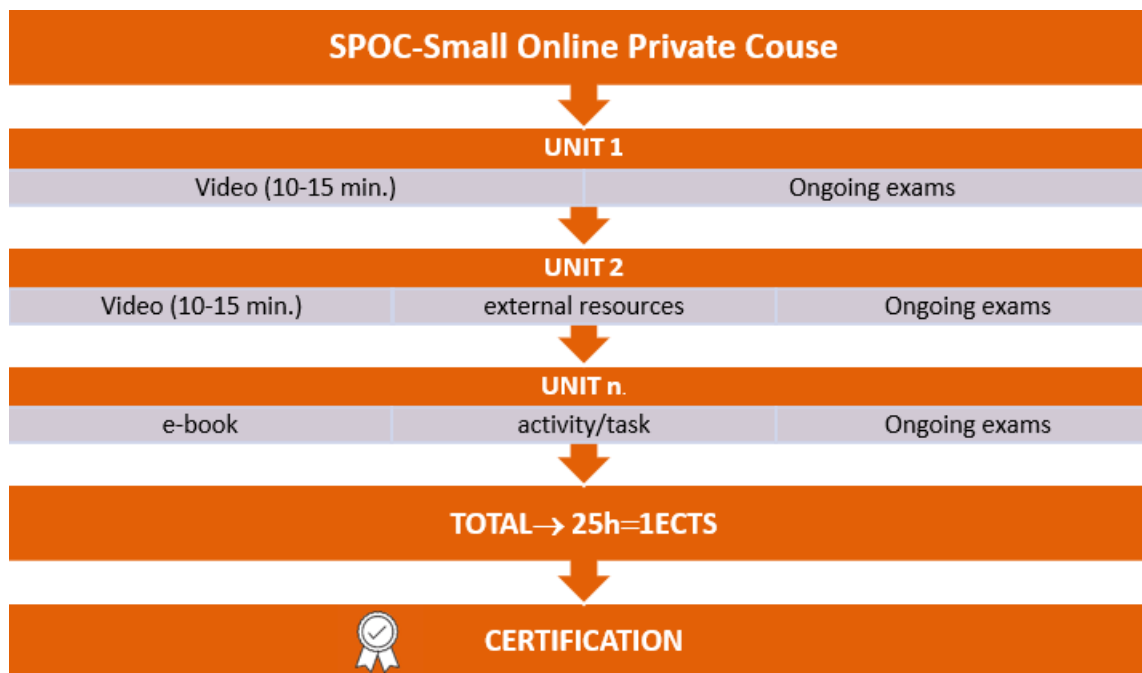 SPOC-Small Online Private Couse
UNIT 1
Video (10-15 min.) Ongoing exams
UNIT 2
Video (10-15 min.) external resources Ongoing exams
UNIT n.
e-book activity/task Ongoing exams
TOTAL→ 25h=1ECTS
CERTIFICATION